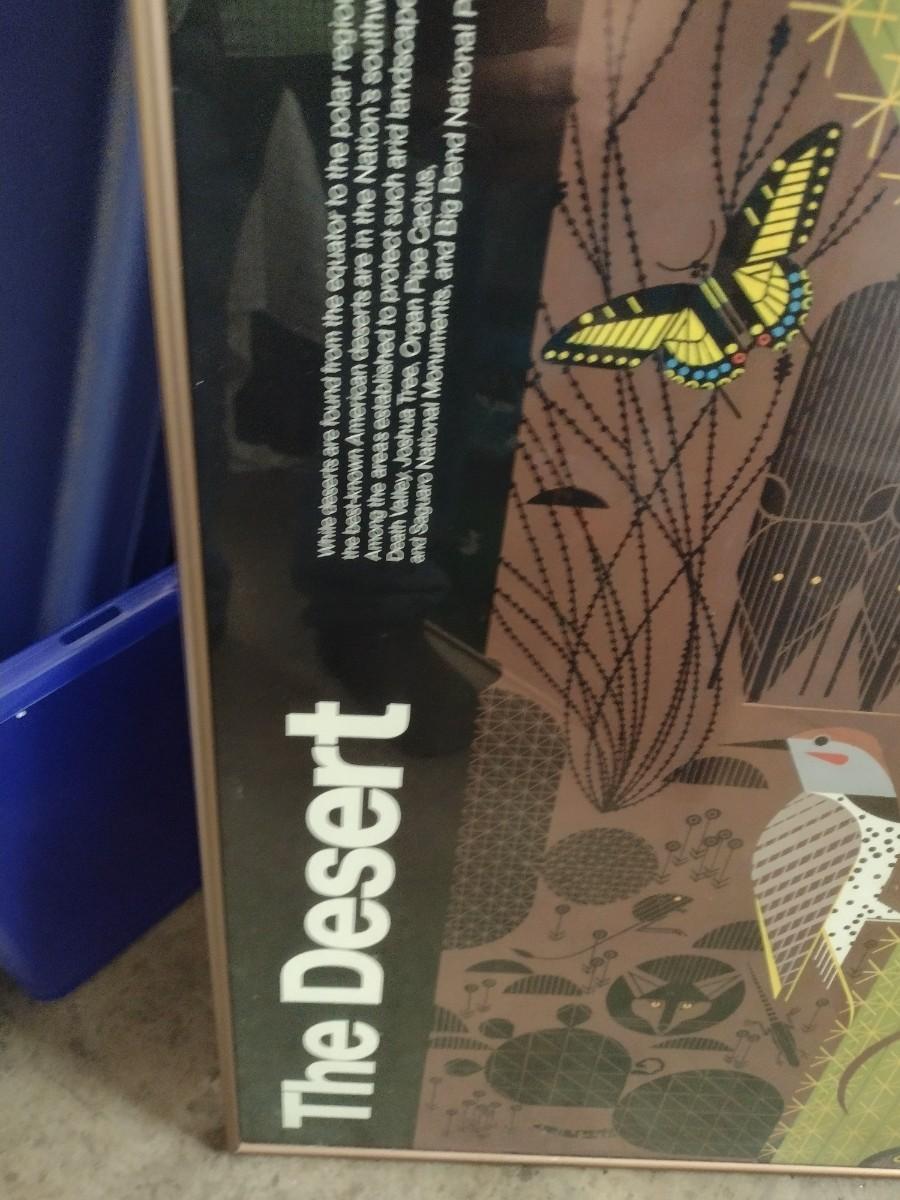 The Desert
While deserts are found from the equator to the polar
the best-known American deserts are in the Nation's
Among the areas established to protect such arid
Death Valley, Joshua Tree, Organ Pipe Cactus,
and Saguaro National Monuments, and Big Bend National